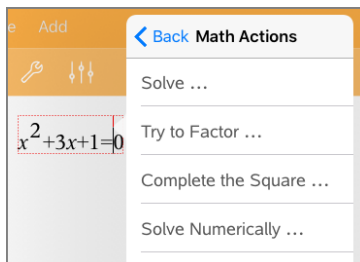 e Add
Back Math Actions
Solve ...
Try to Factor ...
x²+3x+1=0
Complete the Square ...
Solve Numerically ...